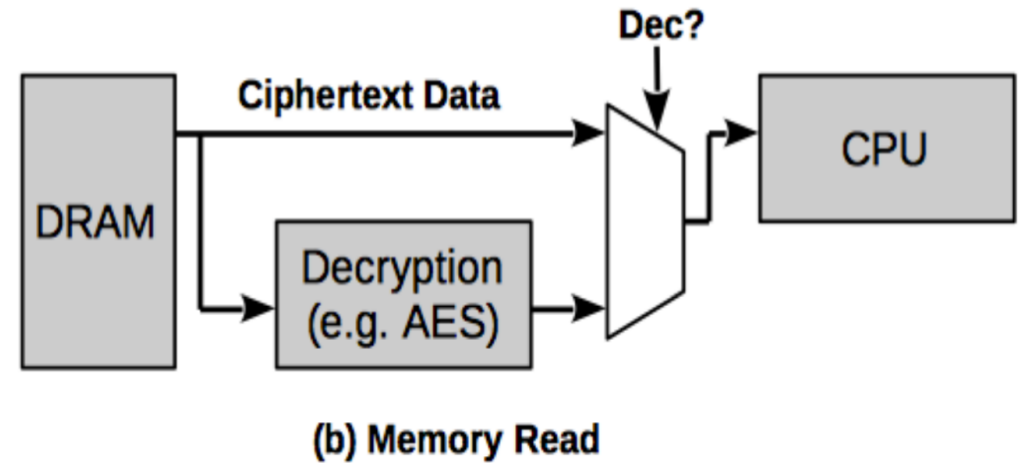 Dec?
Ciphertext Data
DRAM
CPU
Decryption
(e.g. AES)
(b) Memory Read